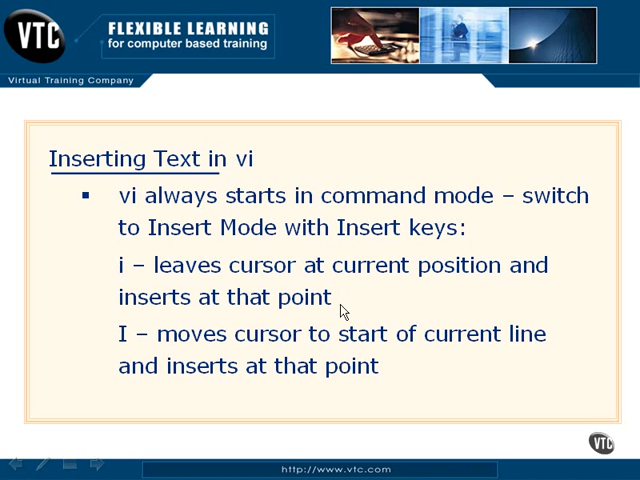 VTC
FLEXIBLE LEARNING
for computer based training
Virtual Training Company
Inserting Text in vi
▪ vi always starts in command mode – switch
to Insert Mode with Insert keys:
i – leaves cursor at current position and
inserts at that point
I – moves cursor to start of current line
and inserts at that point
VTC
http://www.vtc.com